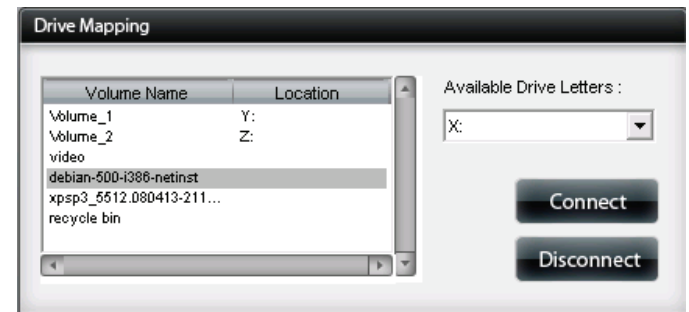 Drive Mapping
Volume Name Location
Volume_1 Y:
Volume_2 Z:
video
debian-500-i386-netinst
xpsp3_5512.080413-211...
recycle bin
Available Drive Letters :
X:
Connect
Disconnect